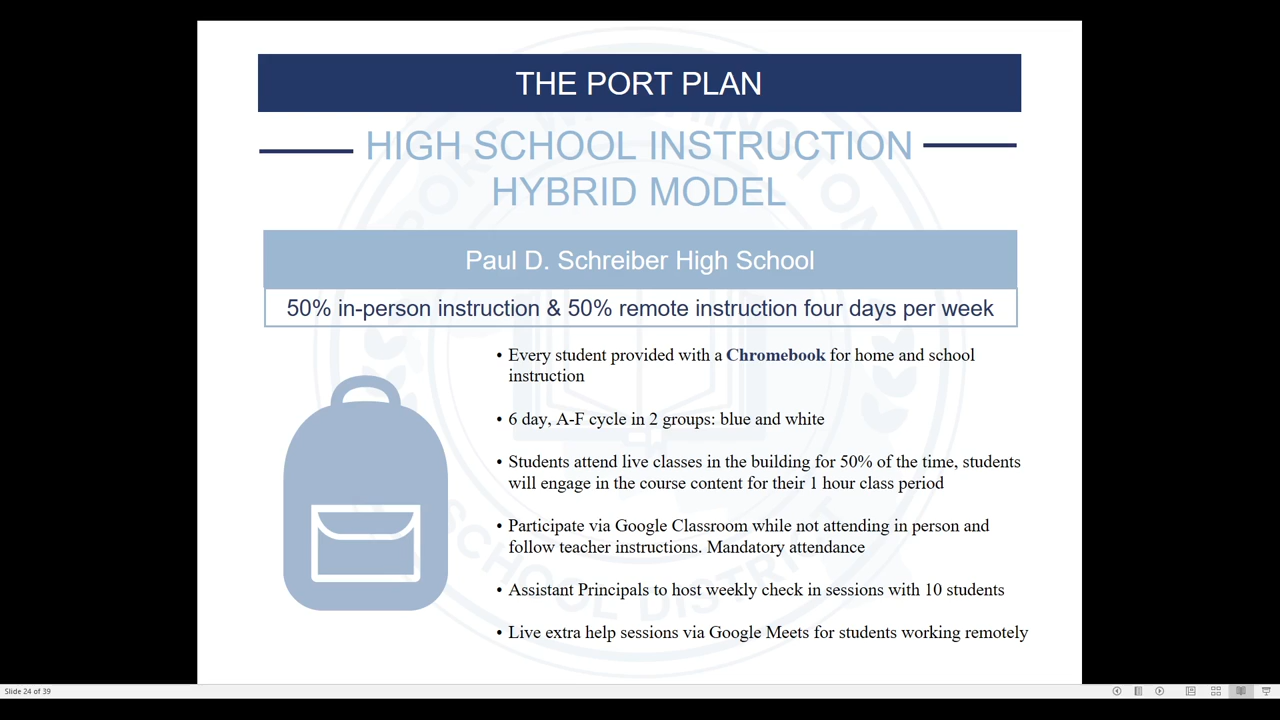 THE PORT PLAN
HIGH SCHOOL INSTRUCTION
HYBRID MODEL
Paul D. Schreiber High School
50% in-person instruction & 50% remote instruction four days per week
• Every student provided with a Chromebook for home and school
instruction
• 6 day, A-F cycle in 2 groups: blue and white
• Students attend live classes in the building for 50% of the time, students
will engage in the course content for their 1 hour class period
• Participate via Google Classroom while not attending in person and
follow teacher instructions. Mandatory attendance
• Assistant Principals to host weekly check in sessions with 10 students
• Live extra help sessions via Google Meets for students working remotely
PORT WASHINGTON
SCHOOL DISTRICT
Slide 24 of 39